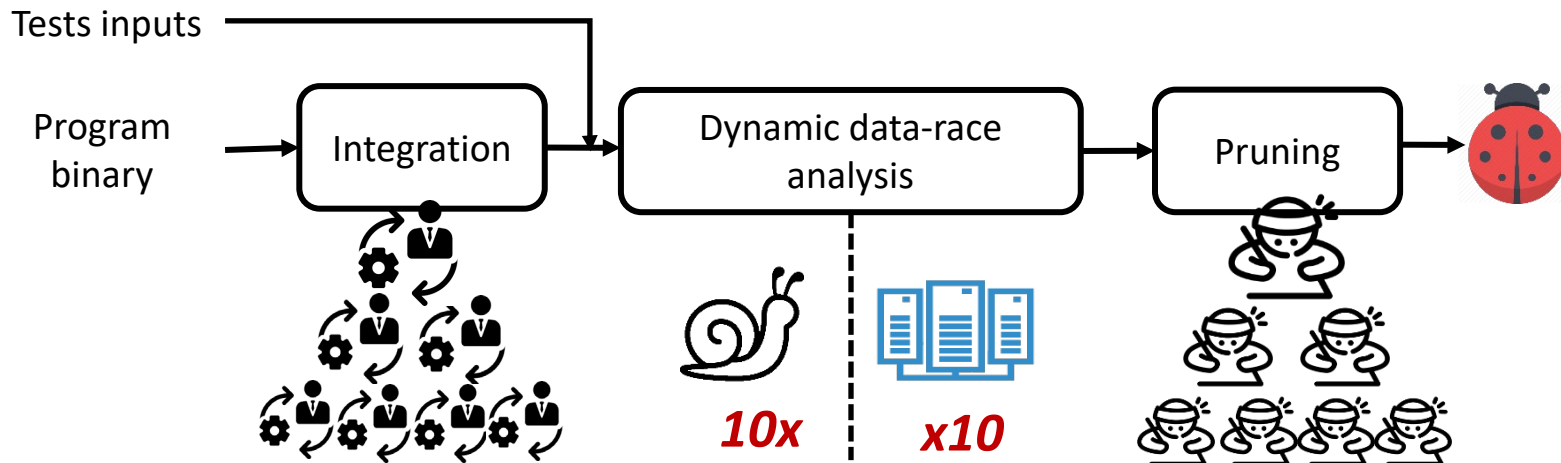 Tests inputs
Program
binary
Integration
Dynamic data-race
analysis
Pruning
10x
x10